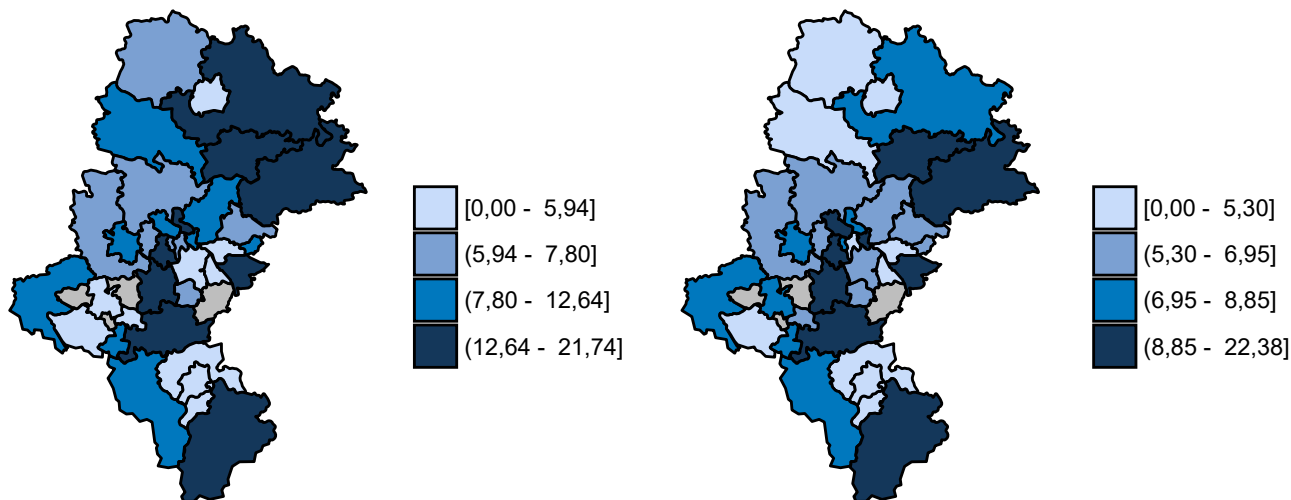 [0,00 - 5,94]
(5,94 - 7,80]
(7,80 - 12,64]
(12,64 - 21,74]
[0,00 - 5,30]
(5,30 - 6,95]
(6,95 - 8,85]
(8,85 - 22,38]